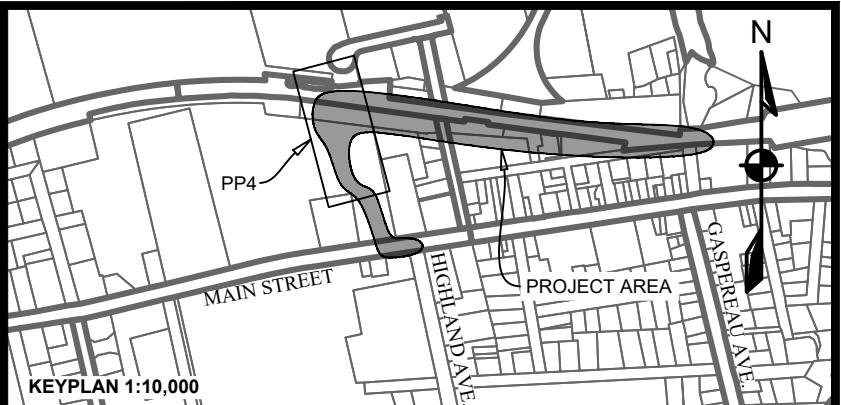 N
PP4
PROJECT AREA
MAIN STREET
HIGHLAND AVE.
GASPEREAU AVE.
KEYPLAN 1:10,000